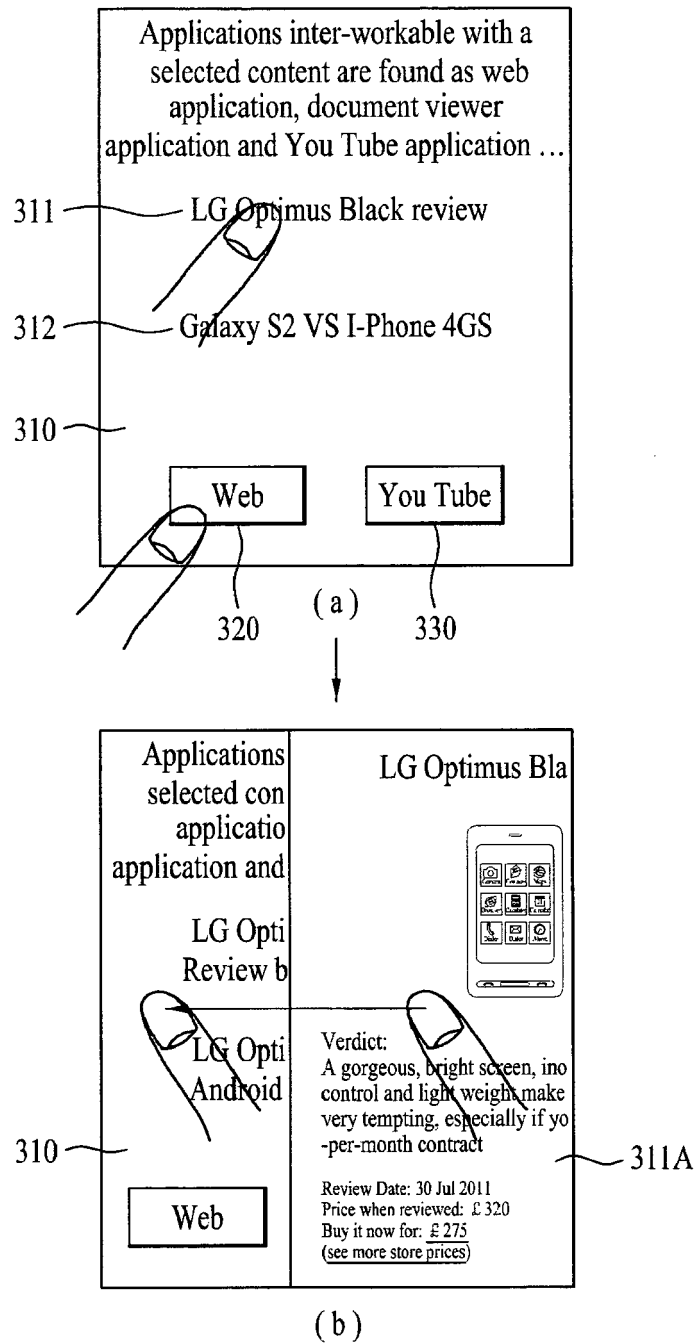 Applications inter-workable with a
selected content are found as web
application, document viewer
application and You Tube application ...
311
LG Optimus Black review
312
Galaxy S2 VS I-Phone 4GS
310
Web
You Tube
320
(a)
330
Applications
selected con
applicatio
application and
LG Opti
Review b
LG Opti
Android
310
Web
LG Optimus Bla
Verdict:
A gorgeous, bright screen, ino
control and light weight make
very tempting, especially if yo
-per-month contract
311A
Review Date: 30 Jul 2011
Price when reviewed: £ 320
Buy it now for: £ 275
(see more store prices)
(b)